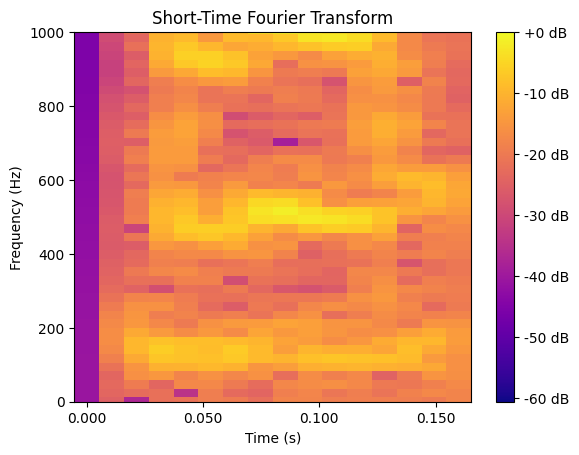 Short-Time Fourier Transform
1000
800
600
400
200
0
Frequency (Hz)
0.000
0.050
0.100
0.150
Time (s)
+0 dB
-10 dB
-20 dB
-30 dB
-40 dB
-50 dB
-60 dB